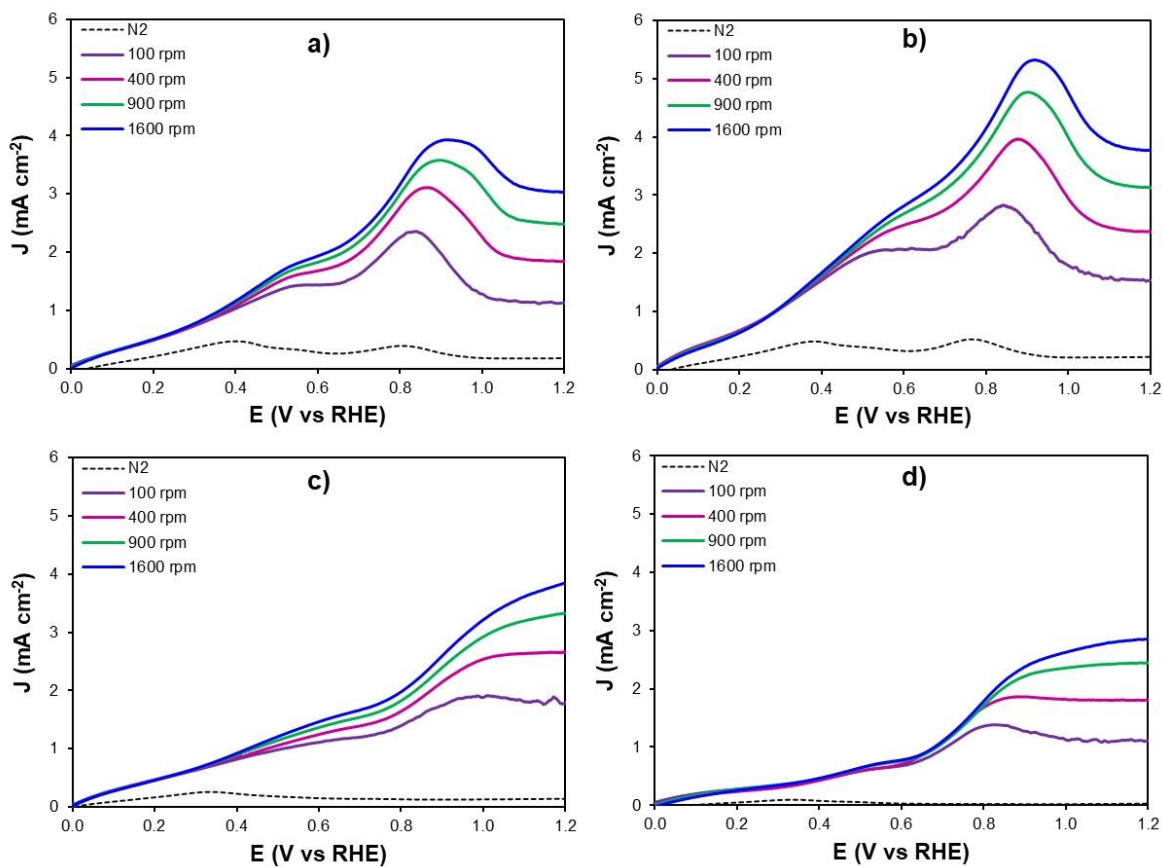 a)
N2
100 rpm
400 rpm
900 rpm
1600 rpm
6
5
4
3
2
1
0
J (mA cm-2)
0.0 0.2 0.4 0.6 0.8 1.0 1.2
E (V vs RHE)
b)
N2
100 rpm
400 rpm
900 rpm
1600 rpm
6
5
4
3
2
1
0
J (mA cm-2)
0.0 0.2 0.4 0.6 0.8 1.0 1.2
E (V vs RHE)
c)
N2
100 rpm
400 rpm
900 rpm
1600 rpm
6
5
4
3
2
1
0
J (mA cm-2)
0.0 0.2 0.4 0.6 0.8 1.0 1.2
E (V vs RHE)
d)
N2
100 rpm
400 rpm
900 rpm
1600 rpm
6
5
4
3
2
1
0
J (mA cm-2)
0.0 0.2 0.4 0.6 0.8 1.0 1.2
E (V vs RHE)